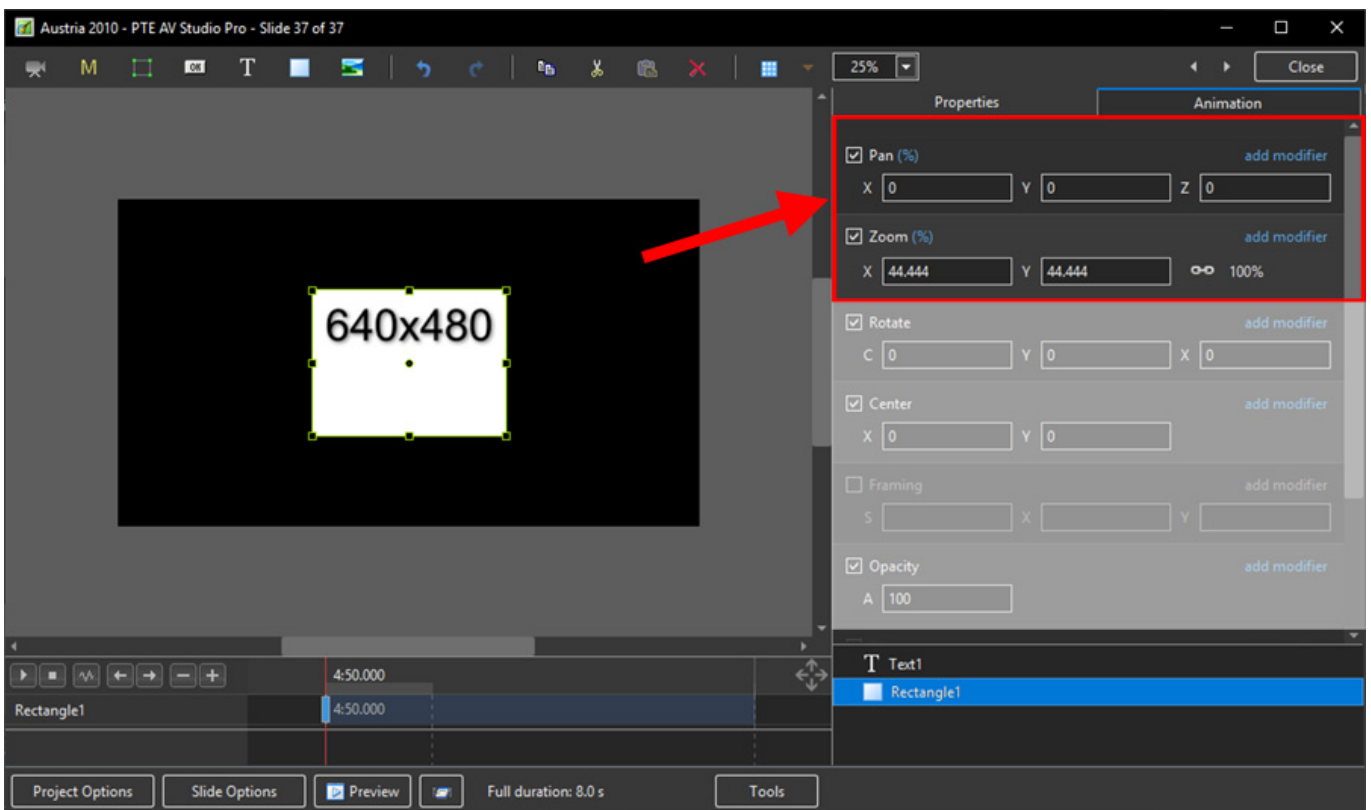 Austria 2010 - PTE AV Studio Pro - Slide 37 of 37
M OK T 25% Close
Properties Animation
Pan (%) add modifier
X 0 Y 0 Z 0
Zoom (%) add modifier
X 44.444 Y 44.444 100%
640x480
Rotate add modifier
C 0 Y 0 X 0
Center add modifier
X 0 Y 0
Framing add modifier
S X Y
Opacity add modifier
A 100
4:50.000
Rectangle1 4:50.000
T Text1
Rectangle1
Project Options Slide Options Preview Full duration: 8.0 s Tools